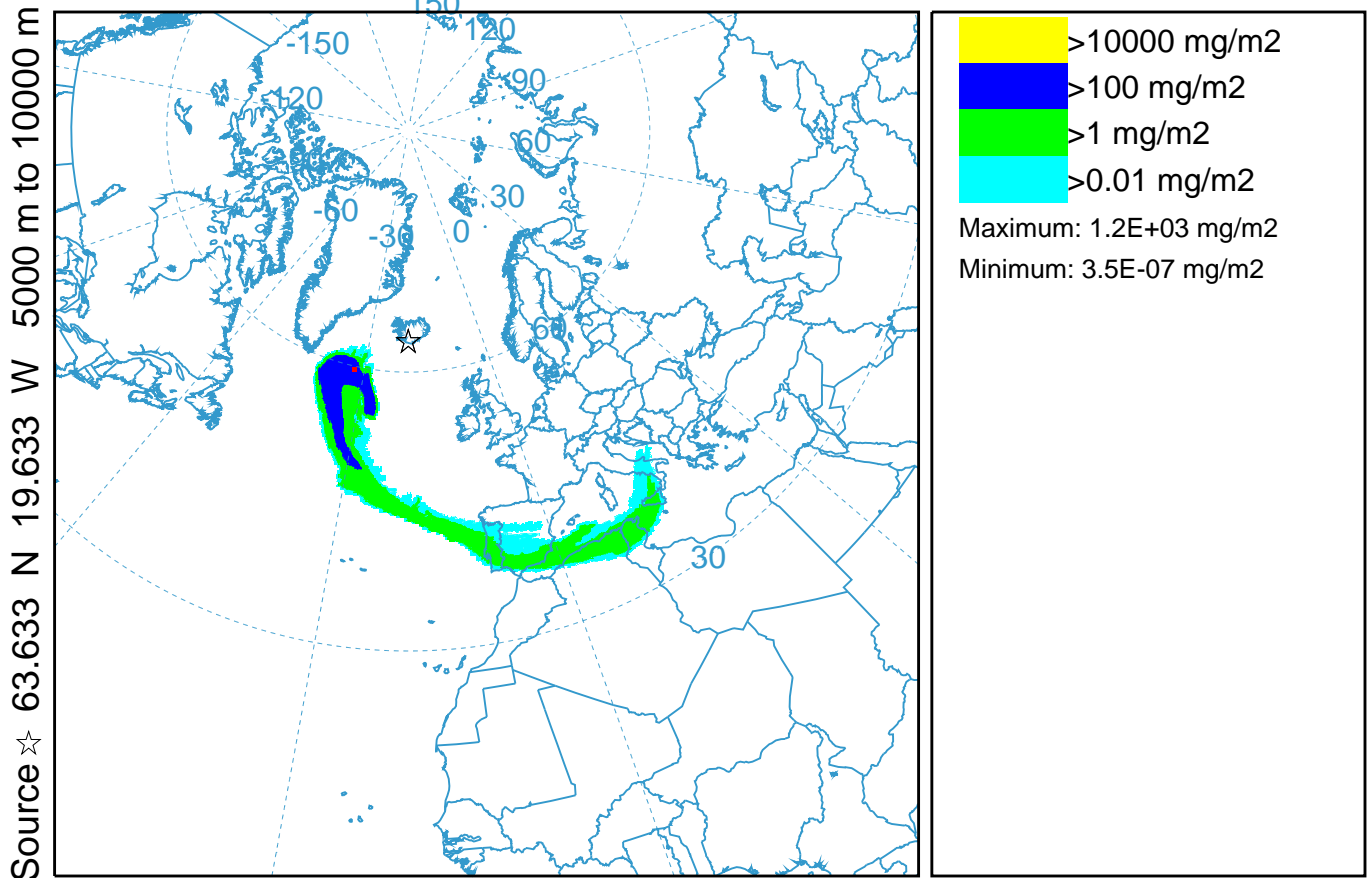 Source ☆ 63.633 N 19.633 W 5000 m to 10000 m
150
-150
120
-120
90
60
-60
30
-30
0
60
30
>10000 mg/m2
>100 mg/m2
>1 mg/m2
>0.01 mg/m2
Maximum: 1.2E+03 mg/m2
Minimum: 3.5E-07 mg/m2